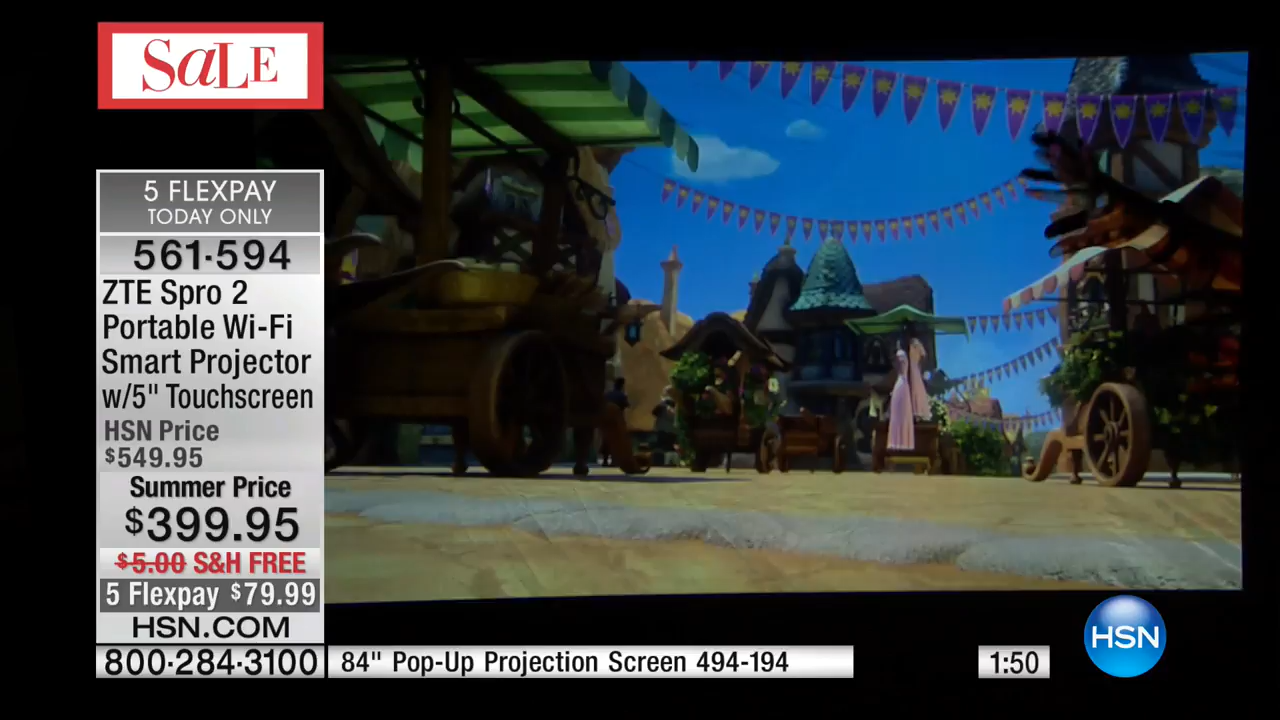 SaLE
5 FLEXPAY
TODAY ONLY
561·594
ZTE Spro 2
Portable Wi-Fi
Smart Projector
w/5" Touchscreen
HSN Price
$549.95
Summer Price
$399.95
$5.00 S&H FREE
5 Flexpay $79.99
HSN.COM
800·284·3100
84" Pop-Up Projection Screen 494-194
1:50
HSN